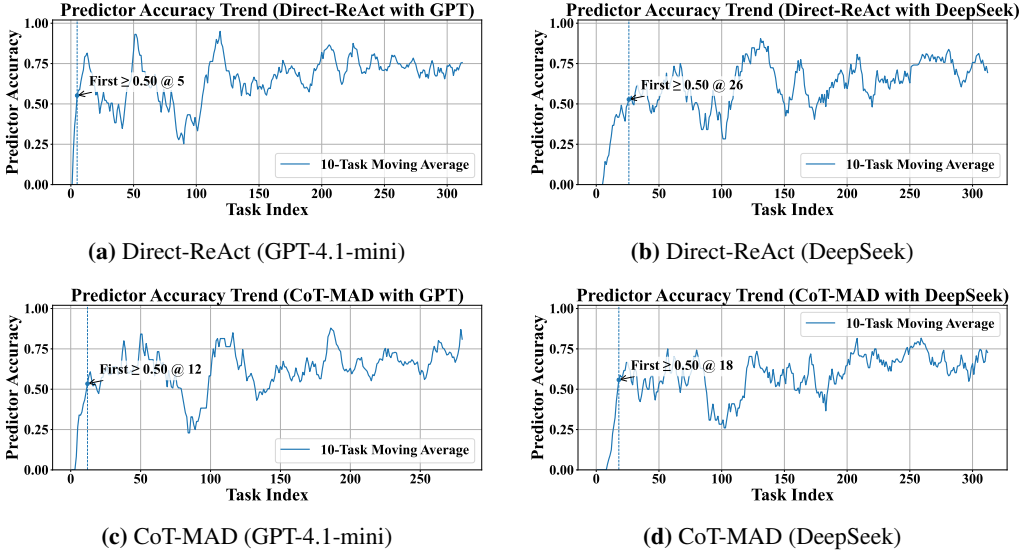 Predictor Accuracy Trend (Direct-ReAct with GPT)
Predictor Accuracy
1.00
0.75
0.50
0.25
0.00
First ≥ 0.50 @ 5
10-Task Moving Average
0 50 100 150 200 250 300
Task Index
(a) Direct-ReAct (GPT-4.1-mini)
Predictor Accuracy Trend (Direct-ReAct with DeepSeek)
Predictor Accuracy
1.00
0.75
0.50
0.25
0.00
First ≥ 0.50 @ 26
10-Task Moving Average
0 50 100 150 200 250 300
Task Index
(b) Direct-ReAct (DeepSeek)
Predictor Accuracy Trend (CoT-MAD with GPT)
Predictor Accuracy
1.00
0.75
0.50
0.25
0.00
First ≥ 0.50 @ 12
10-Task Moving Average
0 50 100 150 200 250
Task Index
(c) CoT-MAD (GPT-4.1-mini)
Predictor Accuracy Trend (CoT-MAD with DeepSeek)
Predictor Accuracy
1.00
0.75
0.50
0.25
0.00
10-Task Moving Average
First ≥ 0.50 @ 18
0 50 100 150 200 250 300
Task Index
(d) CoT-MAD (DeepSeek)